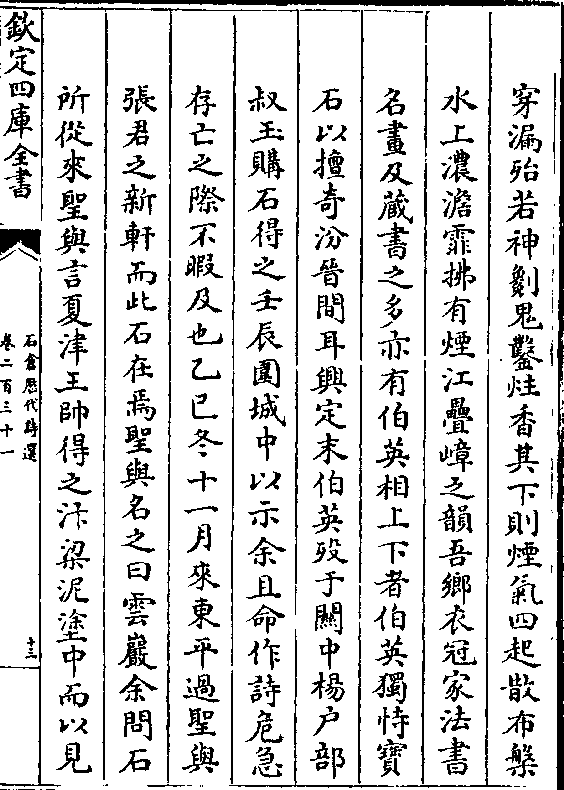 穿漏殆若神劖鬼鑿炷香其下則煙氣四起散布槃
水上濃澹霏拂有煙江疊嶂之韻吾鄉衣冠家法書
名畫及藏書之多亦有伯英相上下者伯英獨恃寶
石以擅奇汾晉間耳興定末伯英歿于關中楊户部
叔玉購石得之壬辰圍城中以示余且命作詩危急
存亡之際不暇及也乙巳冬十一月來東平過聖與
張君之新軒而此石在焉聖與名之曰雲巖余問石
所從來聖與言夏津王帥得之汴梁泥塗中而以見
欽定四庫全書
石倉歴代詩選
卷二百三十一
十三